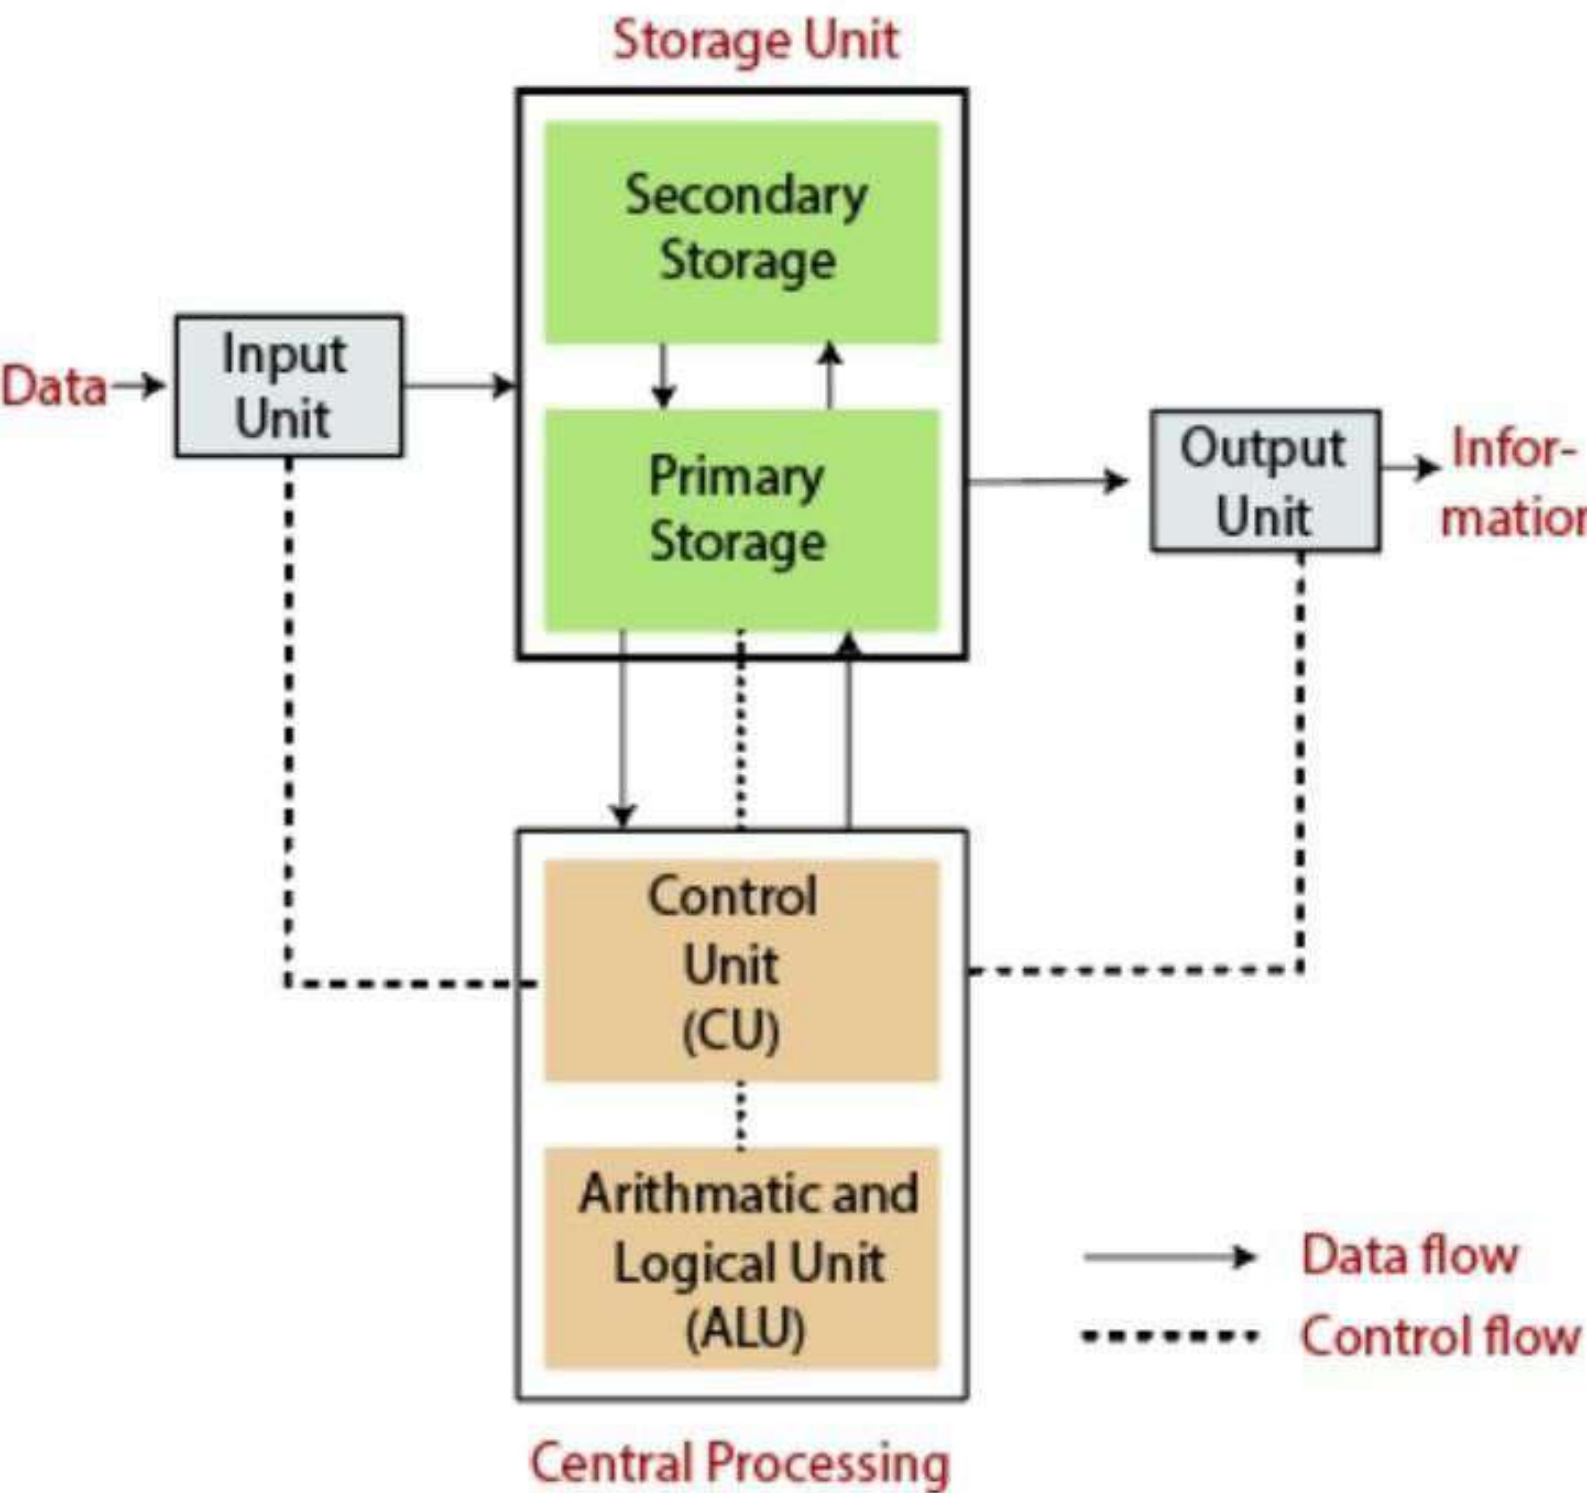 Storage Unit
Secondary
Storage
Data
Input
Unit
Primary
Storage
Output
Unit
Infor-
mation
Control
Unit
(CU)
Arithmatic and
Logical Unit
(ALU)
Data flow
Control flow
Central Processing